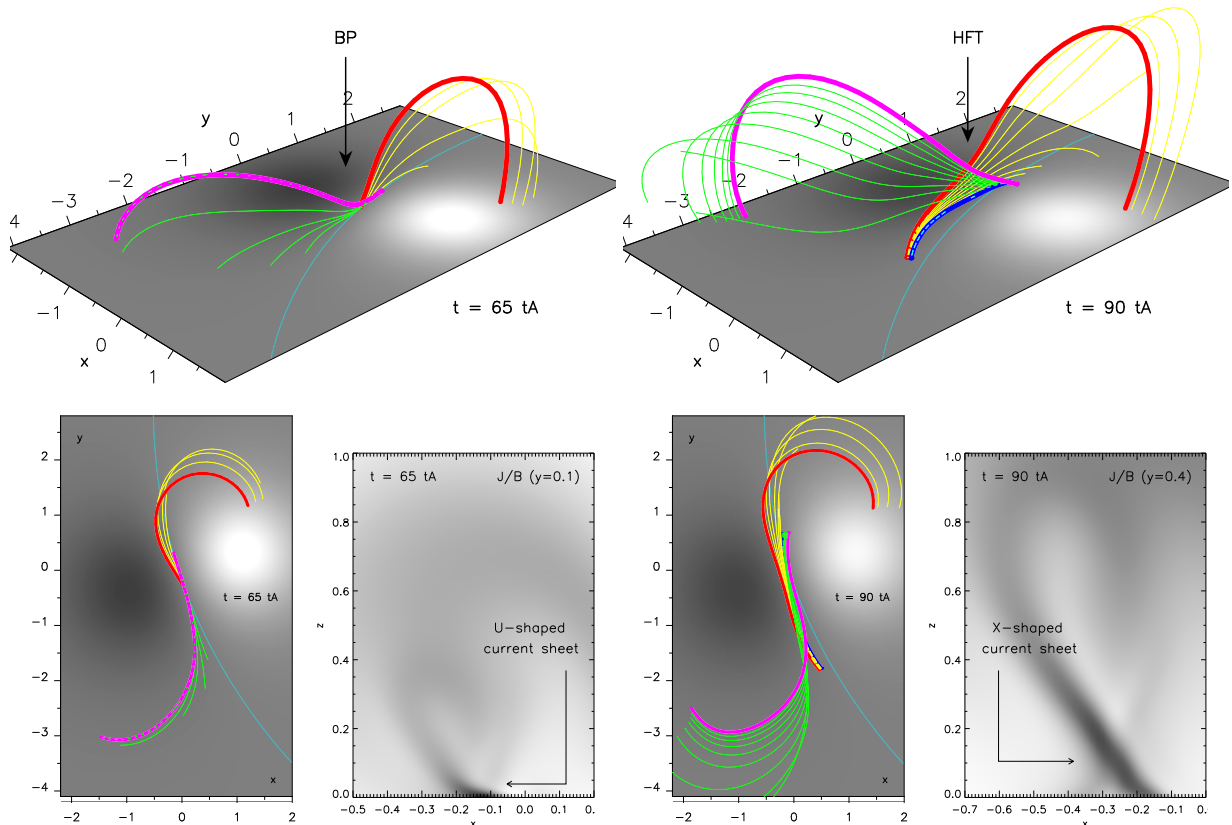 BP
HFT
y
2
1
0
−1
−2
−3
4
−1
0
1
x
t = 65 tA
y
2
1
0
−1
−2
−3
4
−1
0
1
x
t = 90 tA
y
2
1
0
−1
−2
−3
−4
t = 65 tA
x
−2 −1 0 1 2
1.0
0.8
0.6
z
0.4
0.2
0.0
t = 65 tA J/B (y=0.1)
U−shaped
current sheet
−0.5 −0.4 −0.3 −0.2 −0.1 0.0 0.
x
y
2
1
0
−1
−2
−3
−4
t = 90 tA
x
−2 −1 0 1 2
1.0
0.8
0.6
z
0.4
0.2
0.0
t = 90 tA J/B (y=0.4)
X−shaped
current sheet
−0.7 −0.6 −0.5 −0.4 −0.3 −0.2 −0.1 0.0 0.
x